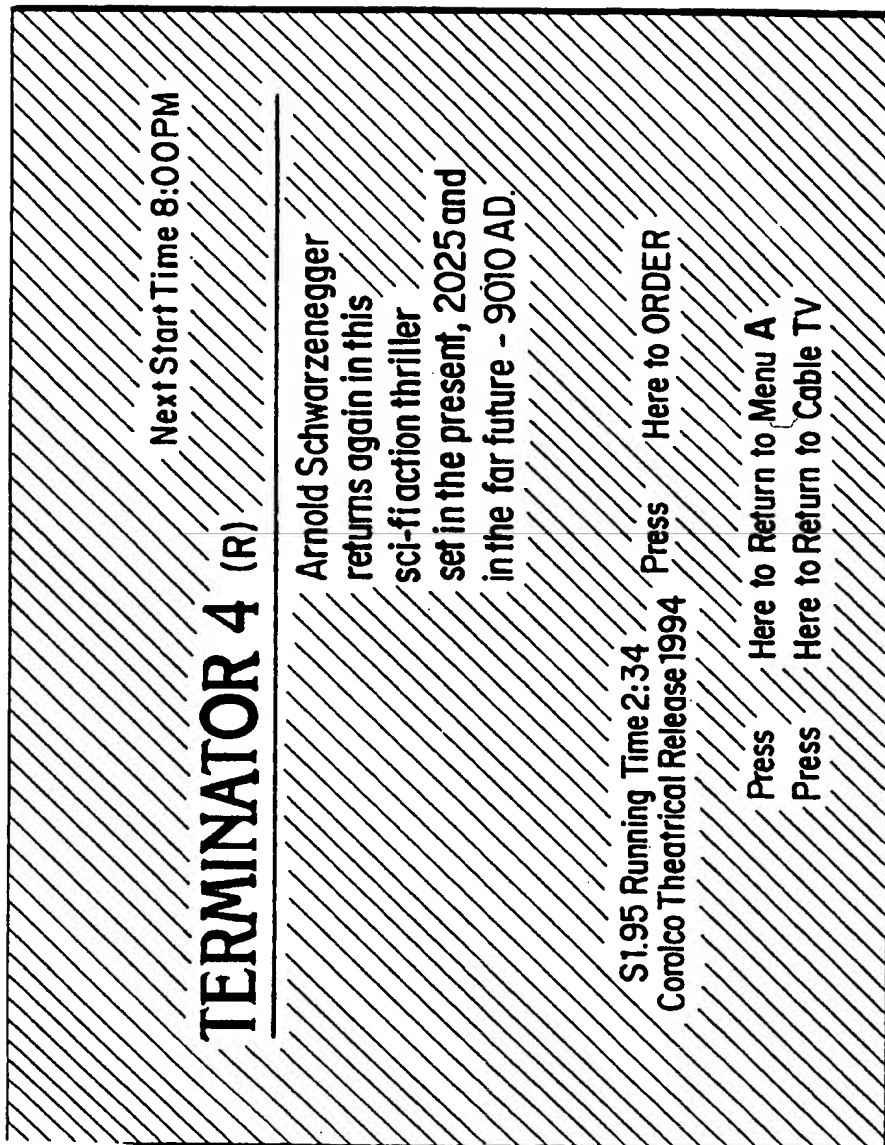 Next Start Time 8:00PM
TERMINATOR 4 (R)
Arnold Schwarzenegger
returns again in this
sci-fi action thriller
set in the present, 2025 and
in the far future - 9010 AD.
S1.95 Running Time 2:34
Corolco Theatrical Release 1994
Press Here to ORDER
Press Here to Return to Menu A
Press Here to Return to Cable TV